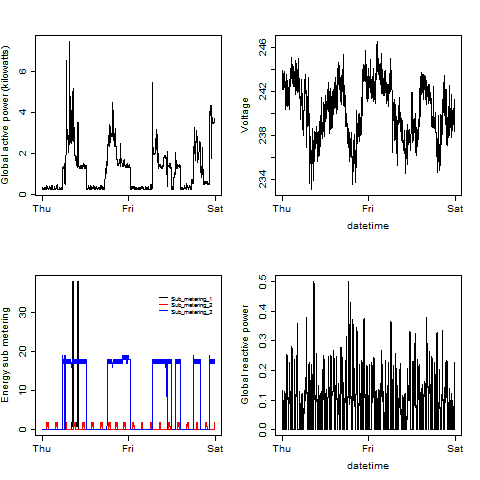 Global active power (kilowatts)
0 2 4 6
Thu Fri Sat
Voltage
234 238 242 246
Thu Fri Sat
datetime
Energy sub metering
0 10 20 30
Sub_metering_1
Sub_metering_2
Sub_metering_3
Thu Fri Sat
Global reactive power
0.0 0.1 0.2 0.3 0.4 0.5
Thu Fri Sat
datetime